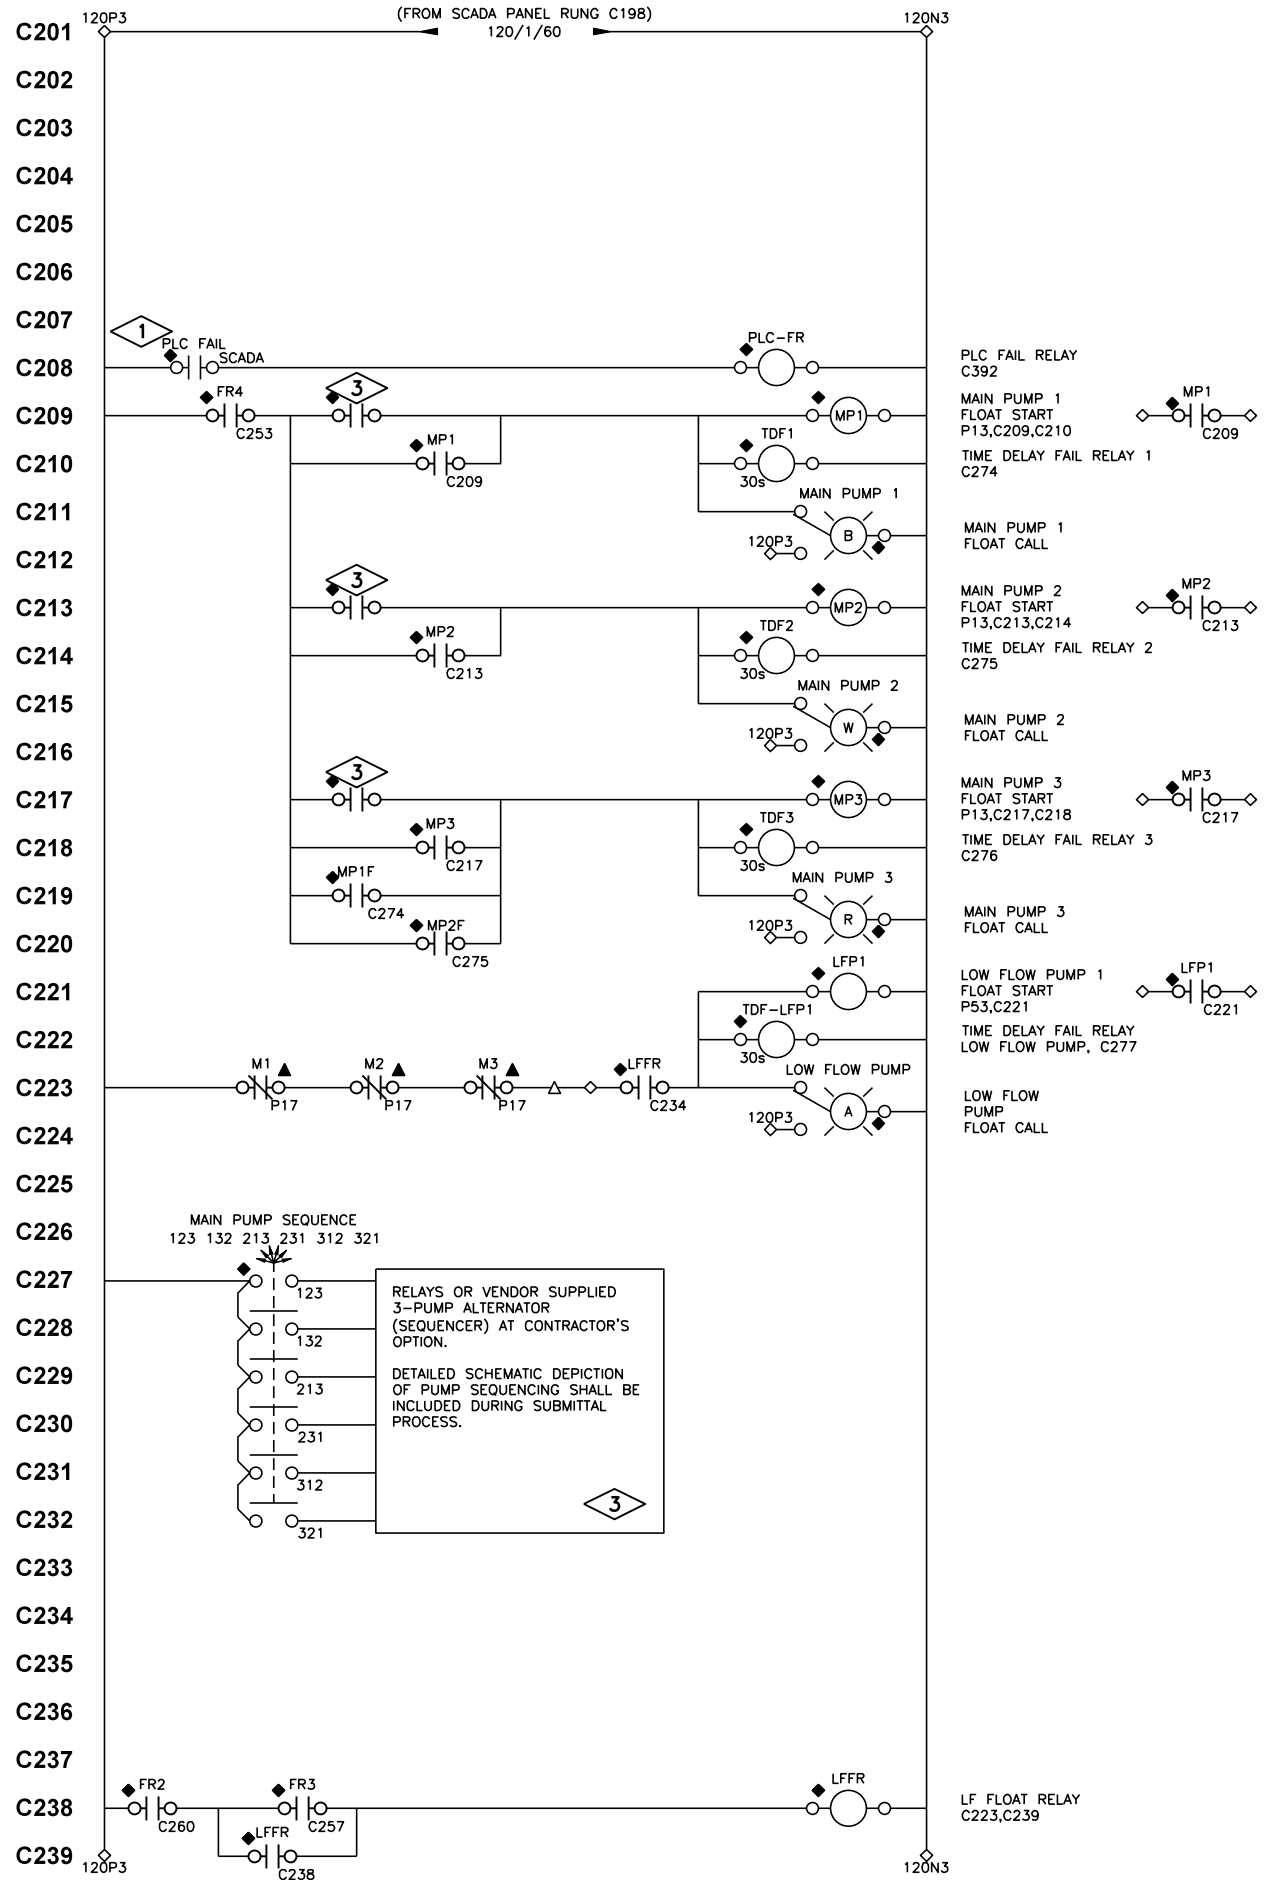 120P3
(FROM SCADA PANEL RUNG C198)
120N3
C201
120/1/60
C202
C203
C204
C205
C206
C207
1
PLC FAIL
SCADA
PLC-FR
C208
PLC FAIL RELAY
C392
FR4
3
C209
C253
MP1
MAIN PUMP 1
FLOAT START
P13,C209,C210
MP1
C209
MP1
C210
C209
TDF1
30s
TIME DELAY FAIL RELAY 1
C274
C211
MAIN PUMP 1
B
120P3
MAIN PUMP 1
FLOAT CALL
C212
3
C213
MP2
MAIN PUMP 2
FLOAT START
P13,C213,C214
MP2
C213
MP2
C214
C213
TDF2
30s
TIME DELAY FAIL RELAY 2
C275
C215
MAIN PUMP 2
W
120P3
MAIN PUMP 2
FLOAT CALL
C216
3
C217
MP3
MAIN PUMP 3
FLOAT START
P13,C217,C218
MP3
C217
MP3
C218
C217
TDF3
30s
TIME DELAY FAIL RELAY 3
C276
MP1F
C219
C274
MAIN PUMP 3
R
120P3
MAIN PUMP 3
FLOAT CALL
MP2F
C220
C275
C221
LFP1
LOW FLOW PUMP 1
FLOAT START
P53,C221
LFP1
C221
C222
TDF-LFP1
30s
TIME DELAY FAIL RELAY
LOW FLOW PUMP, C277
C223
M1
P17
M2
P17
M3
P17
LFFR
C234
LOW FLOW PUMP
A
120P3
LOW FLOW
PUMP
FLOAT CALL
C224
C225
C226
MAIN PUMP SEQUENCE
123 132 213 231 312 321
C227
123
C228
132
C229
213
C230
231
C231
312
C232
321
RELAYS OR VENDOR SUPPLIED
3-PUMP ALTERNATOR
(SEQUENCER) AT CONTRACTOR'S
OPTION.
DETAILED SCHEMATIC DEPICTION
OF PUMP SEQUENCING SHALL BE
INCLUDED DURING SUBMITTAL
PROCESS.
3
C233
C234
C235
C236
C237
FR2
FR3
LFFR
C238
C260
C257
LF FLOAT RELAY
C223,C239
LFFR
C239
C238
120P3
120N3